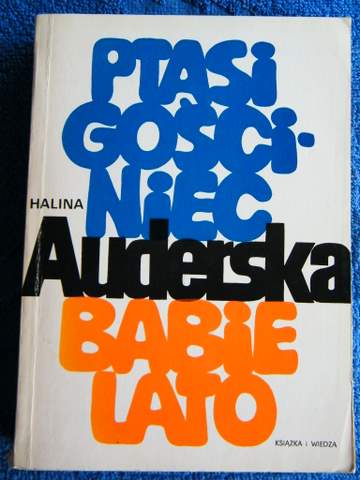 PTASI
GOŚCI-
NIEC
HALINA
Auderska
BABIE
LATO
KSIĄŻKA i WIEDZA